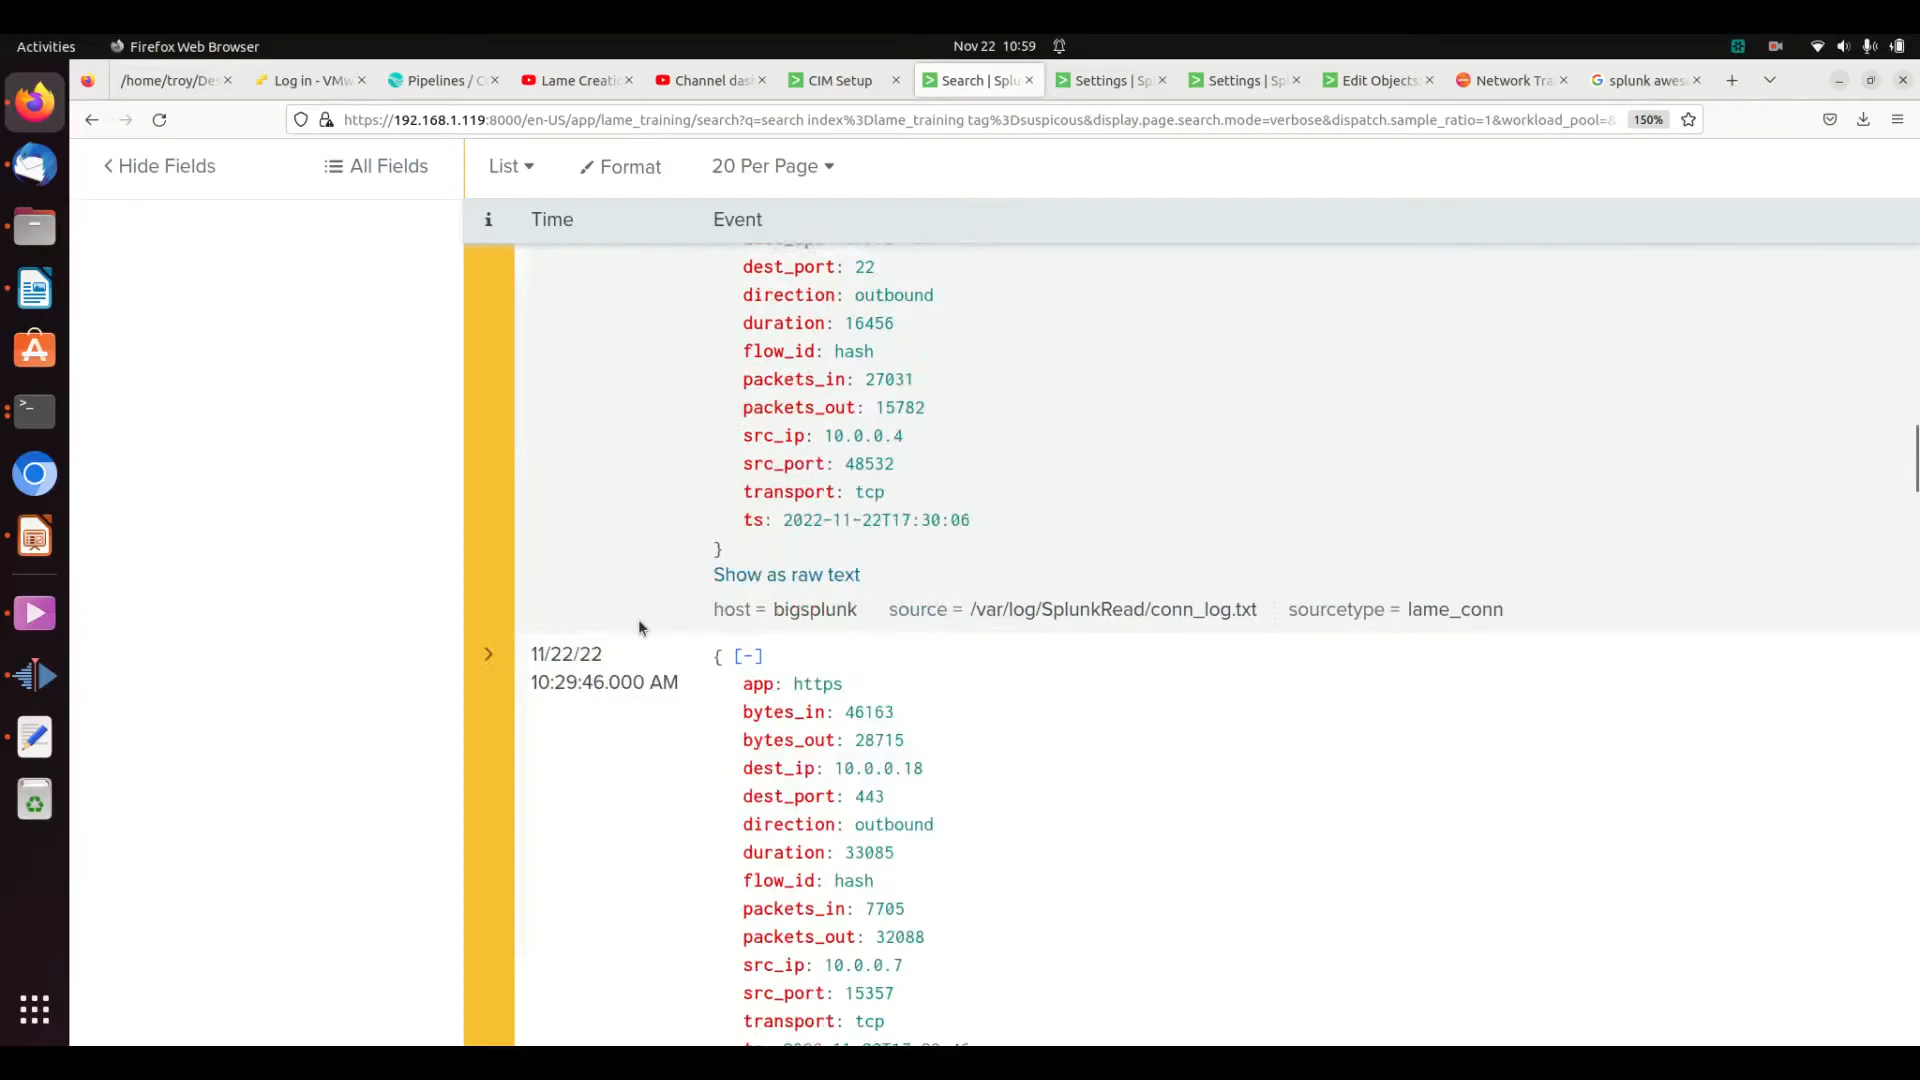 Activities Firefox Web Browser Nov 22 10:59
/home/troy/Des Log in - VMw Pipelines / C Lame Creatic Channel das CIM Setup Search | Splu Settings | Sp Settings | Spl Edit Objects Network Tra splunk awes
https://192.168.1.119:8000/en-US/app/lame_training/search?q=search index%3Dlame_training tag%3Dsuspicous&display.page.search.mode=verbose&dispatch.sample_ratio=1&workload_pool=& 150%
Hide Fields All Fields List Format 20 Per Page
i Time Event
dest_port: 22
direction: outbound
duration: 16456
flow_id: hash
packets_in: 27031
packets_out: 15782
src_ip: 10.0.0.4
src_port: 48532
transport: tcp
ts: 2022-11-22T17:30:06
}
Show as raw text
host = bigsplunk source = /var/log/SplunkRead/conn_log.txt sourcetype = lame_conn
11/22/22 { [-]
10:29:46.000 AM app: https
bytes_in: 46163
bytes_out: 28715
dest_ip: 10.0.0.18
dest_port: 443
direction: outbound
duration: 33085
flow_id: hash
packets_in: 7705
packets_out: 32088
src_ip: 10.0.0.7
src_port: 15357
transport: tcp